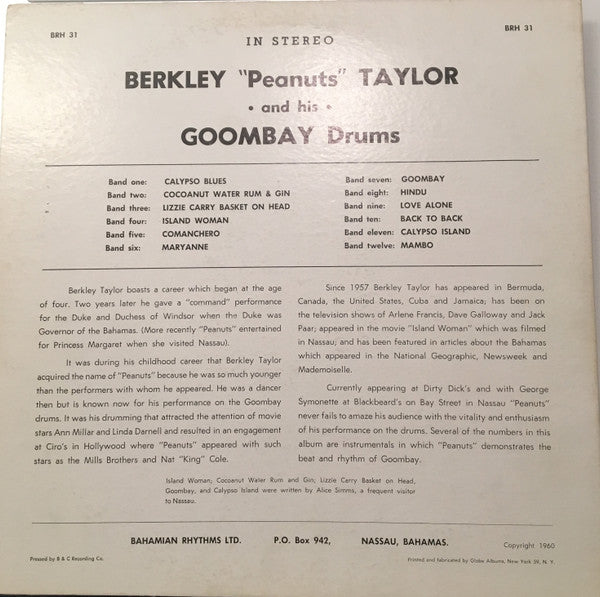 BRH 31
BRH 31
IN STEREO
BERKLEY "Peanuts" TAYLOR
• and his •
GOOMBAY Drums
Band one: CALYPSO BLUES
Band two: COCOANUT WATER RUM & GiN
Band three: LIZZIE CARRY BASKET ON HEAD
Band four: ISLAND WOMAN
Band five: COMANCHERO
Band six: MARYANNE
Band seven: GOOMBAY
Band eight: HINDU
Band nine: LOVE ALONE
Band ten: BACK TO BACK
Band eleven: CALYPSO ISLAND
Band twelve: MAMBO
Berkley Taylor boasts a career which began at the age
of four. Two years later he gave a "command" performance
for the Duke and Duchess of Windsor when the Duke was
Governor of the Bahamas. (More recently "Peanuts" entertained
for Princess Margaret when she visited Nassau).
It was during his childhood career that Berkley Taylor
acquired the name of "Peanuts" because he was so much younger
than the performers with whom he appeared. He was a dancer
then but is known now for his performance on the Goombay
drums. It was his drumming that attracted the attention of movie
stars Ann Millar and Linda Darnell and resulted in an engagement
at Ciro's in Hollywood where "Peanuts" appeared with such
stars as the Mills Brothers and Nat "King" Cole.
Since 1957 Berkley Taylor has appeared in Bermuda,
Canada, the United States, Cuba and Jamaica; has been on
the television shows of Arlene Francis, Dave Galloway and Jack
Paar; appeared in the movie "Island Woman" which was filmed
in Nassau; and has been featured in articles about the Bahamas
which appeared in the National Geographic, Newsweek and
Mademoiselle.
Currently appearing at Dirty Dick's and with George
Symonette at Blackbeard's on Bay Street in Nassau "Peanuts"
never fails to amaze his audience with the vitality and enthusiasm
of his performance on the drums. Several of the numbers in this
album are instrumentals in which "Peanuts" demonstrates the
beat and rhythm of Goombay.
Island Woman; Cocoanut Water Rum and Gin; Lizzie Carry Basket on Head,
Goombay, and Calypso Island were written by Alice Simms, a frequent visitor
to Nassau.
BAHAMIAN RHYTHMS LTD. P.O. Box 942, NASSAU, BAHAMAS.
Copyright 1960
Pressed by B & C Recording Co.
Printed and fabricated by Globe Albums, New York 59, N. Y.